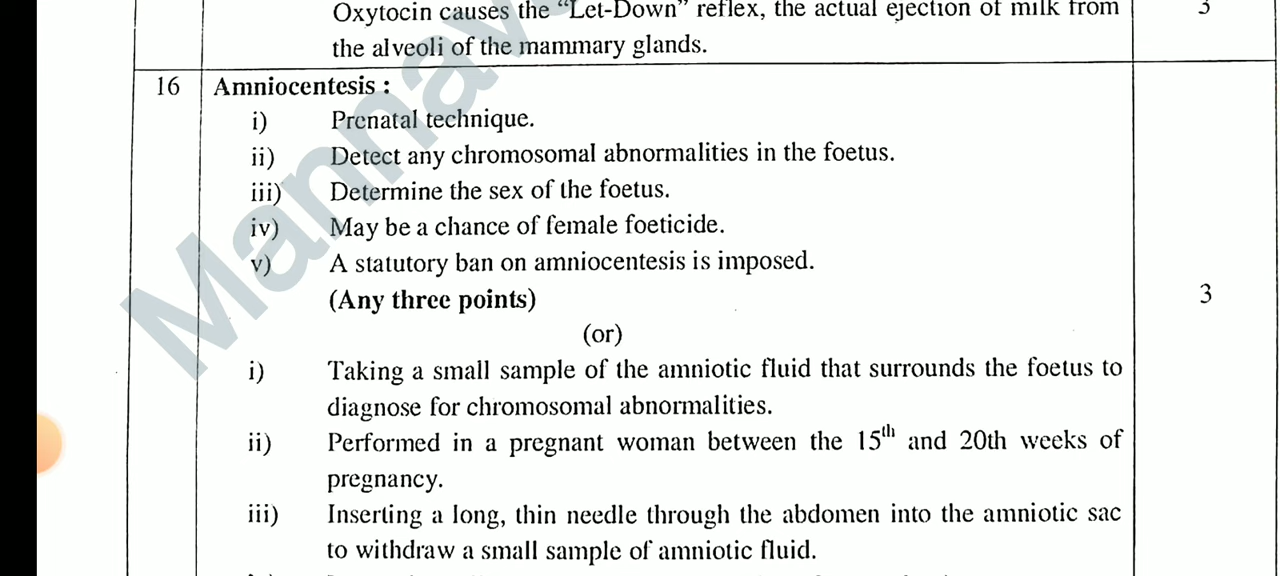 Oxytocin causes the “Let-Down” reflex, the actual ejection of milk from 3
the alveoli of the mammary glands.
16 Amniocentesis :
i) Prenatal technique.
ii) Detect any chromosomal abnormalities in the foetus.
iii) Determine the sex of the foetus.
iv) May be a chance of female foeticide.
v) A statutory ban on amniocentesis is imposed.
(Any three points) 3
(or)
i) Taking a small sample of the amniotic fluid that surrounds the foetus to
diagnose for chromosomal abnormalities.
ii) Performed in a pregnant woman between the 15th and 20th weeks of
pregnancy.
iii) Inserting a long, thin needle through the abdomen into the amniotic sac
to withdraw a small sample of amniotic fluid.
Mannav